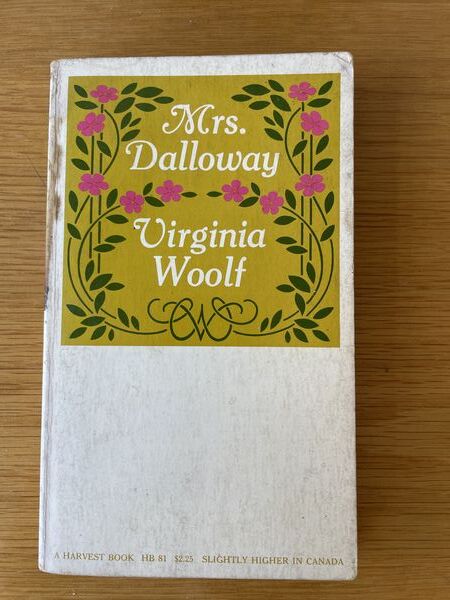 Mrs.
Dalloway
Virginia
Woolf
A HARVEST BOOK HB 81 $2.25 SLIGHTLY HIGHER IN CANADA